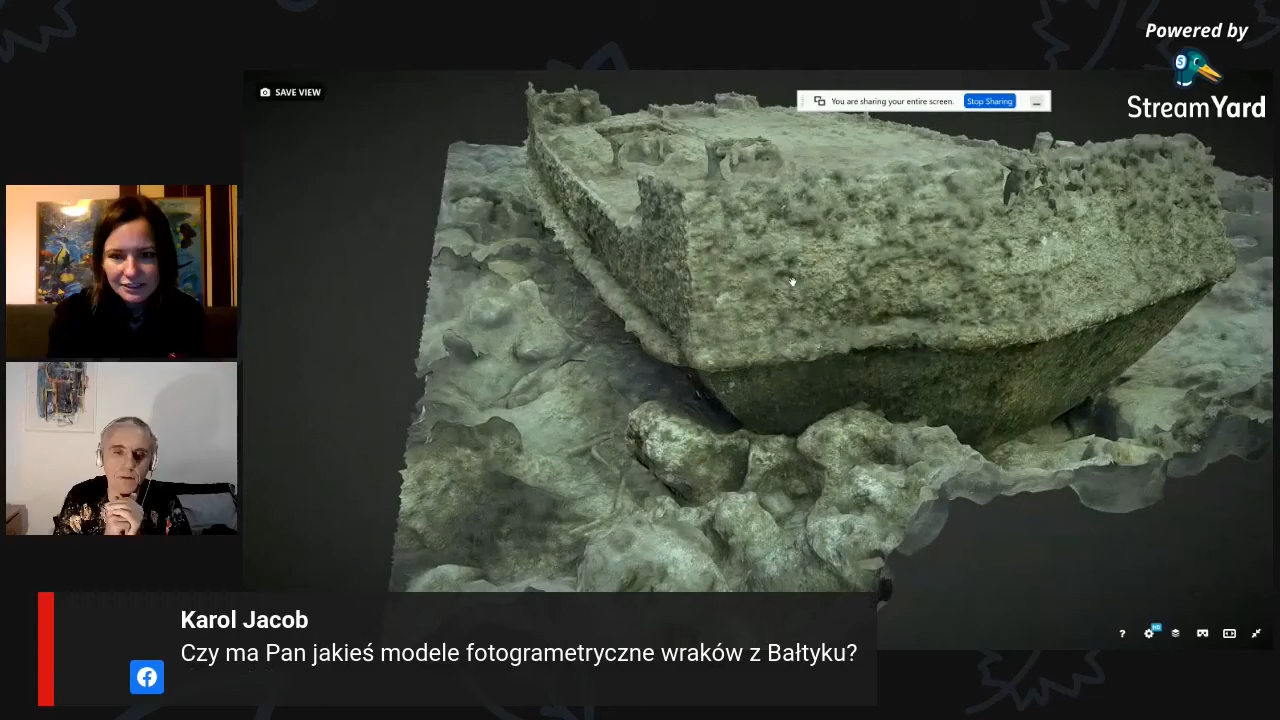 Powered by
StreamYard
SAVE VIEW
You are sharing your entire screen. Stop Sharing
Karol Jacob
Czy ma Pan jakieś modele fotogrametryczne wraków z Bałtyku?
?
HD